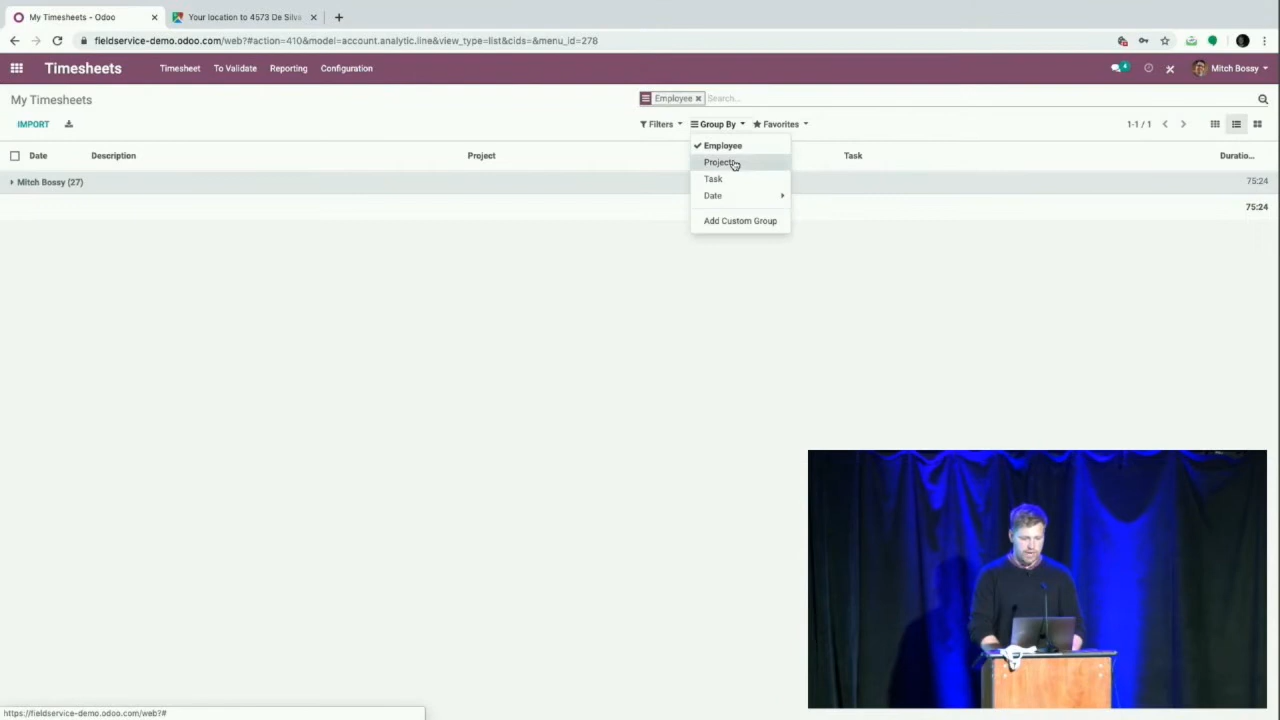 My Timesheets - Odoo
Your location to 4573 De Silva
fieldservice-demo.odoo.com/web?#action=410&model=account.analytic.line&view_type=list&cids=&menu_id=278
Timesheets Timesheet To Validate Reporting Configuration 4 Mitch Bossy
My Timesheets Employee Search...
IMPORT Filters Group By Favorites 1-1 / 1
Date Description Project Task Duratio...
Mitch Bossy (27) 75:24
75:24
Employee
Project
Task
Date
Add Custom Group
https://fieldservice-demo.odoo.com/web?#